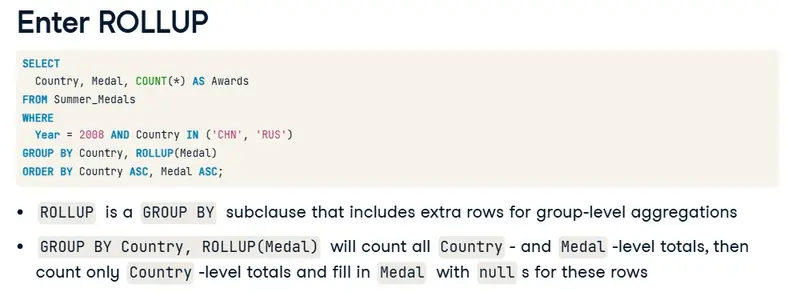 Enter ROLLUP
SELECT
Country, Medal, COUNT(*) AS Awards
FROM Summer_Medals
WHERE
Year = 2008 AND Country IN ('CHN', 'RUS')
GROUP BY Country, ROLLUP(Medal)
ORDER BY Country ASC, Medal ASC;
• ROLLUP is a GROUP BY subclause that includes extra rows for group-level aggregations
• GROUP BY Country, ROLLUP(Medal) will count all Country - and Medal -level totals, then
count only Country -level totals and fill in Medal with null s for these rows